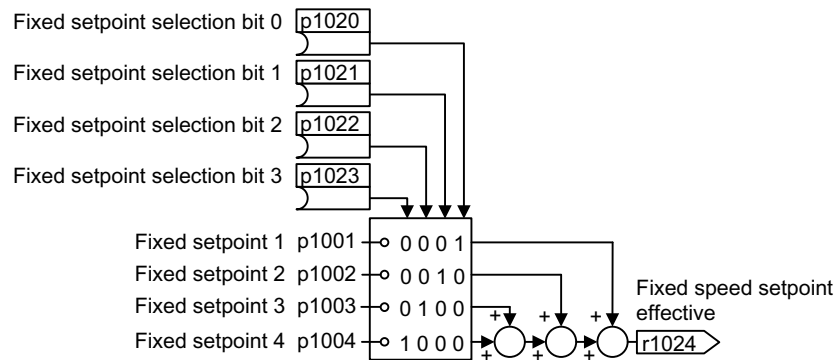 Fixed setpoint selection bit 0 p1020
Fixed setpoint selection bit 1 p1021
Fixed setpoint selection bit 2 p1022
Fixed setpoint selection bit 3 p1023
Fixed setpoint 1 p1001 0 0 0 1
Fixed setpoint 2 p1002 0 0 1 0
Fixed setpoint 3 p1003 0 1 0 0
Fixed setpoint 4 p1004 1 0 0 0
+ + +
+ + +
Fixed speed setpoint
effective
r1024